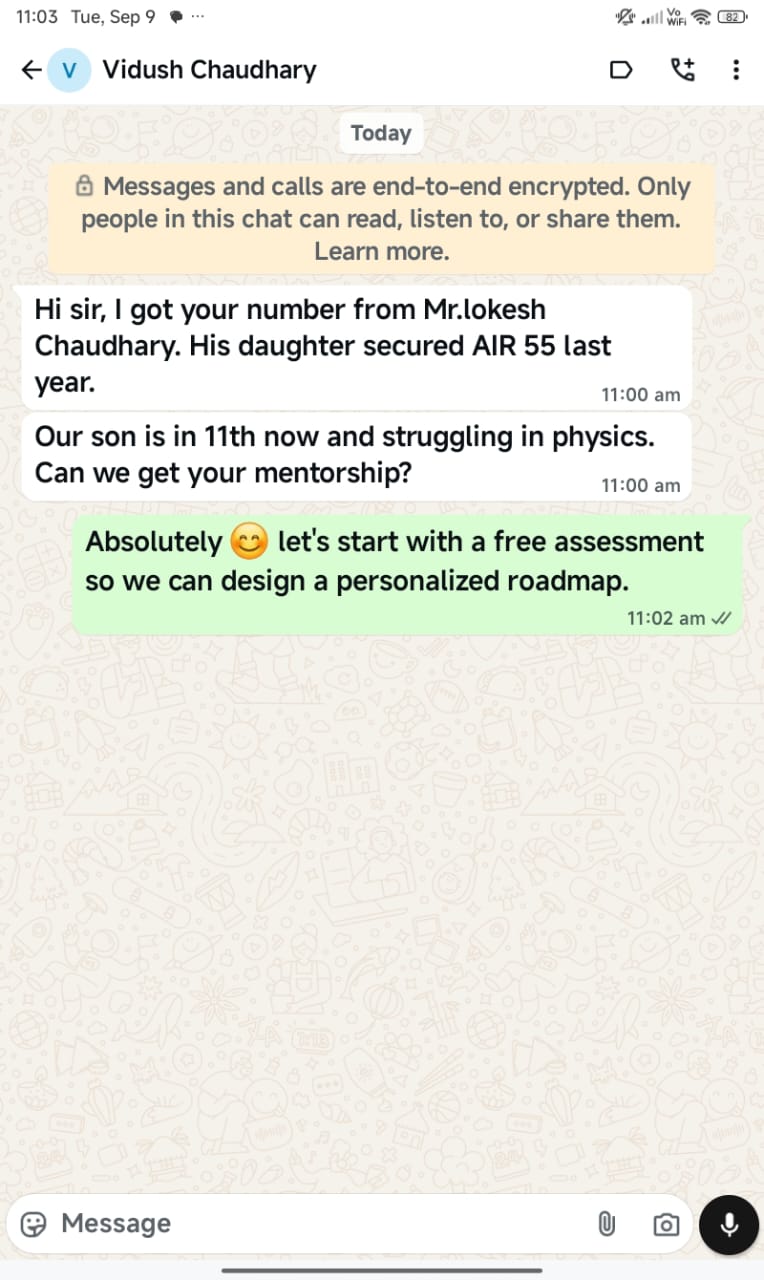 11:03 Tue, Sep 9 ...
Vo
WiFi
82
V Vidush Chaudhary
Today
Messages and calls are end-to-end encrypted. Only
people in this chat can read, listen to, or share them.
Learn more.
Hi sir, I got your number from Mr.lokesh
Chaudhary. His daughter secured AIR 55 last
year.
11:00 am
Our son is in 11th now and struggling in physics.
Can we get your mentorship?
11:00 am
Absolutely 😊 let's start with a free assessment
so we can design a personalized roadmap.
11:02 am
Message